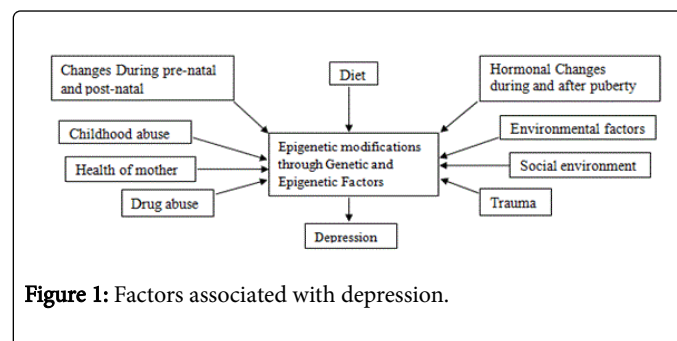 Changes During pre-natal
and post-natal
Diet
Hormonal Changes
during and after puberty
Childhood abuse
Health of mother
Drug abuse
Epigenetic modifications
through Genetic and
Epigenetic Factors
Environmental factors
Social environment
Trauma
Depression
Figure 1: Factors associated with depression.